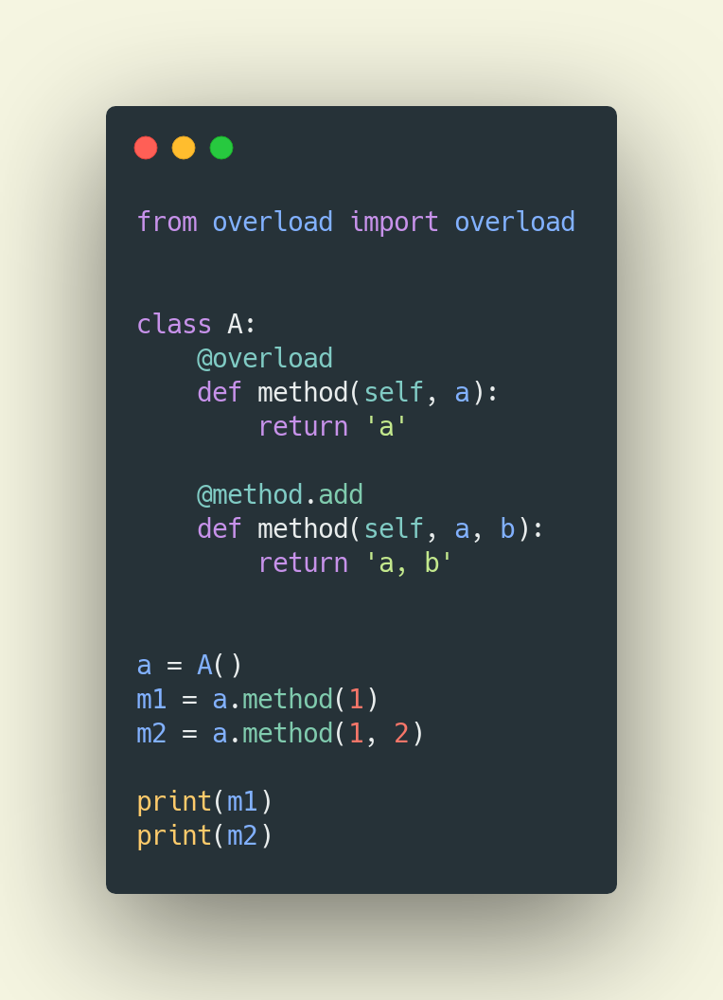 from overload import overload
class A:
    @overload
    def method(self, a):
        return 'a'
    @method.add
    def method(self, a, b):
        return 'a, b'
a = A()
m1 = a.method(1)
m2 = a.method(1, 2)
print(m1)
print(m2)